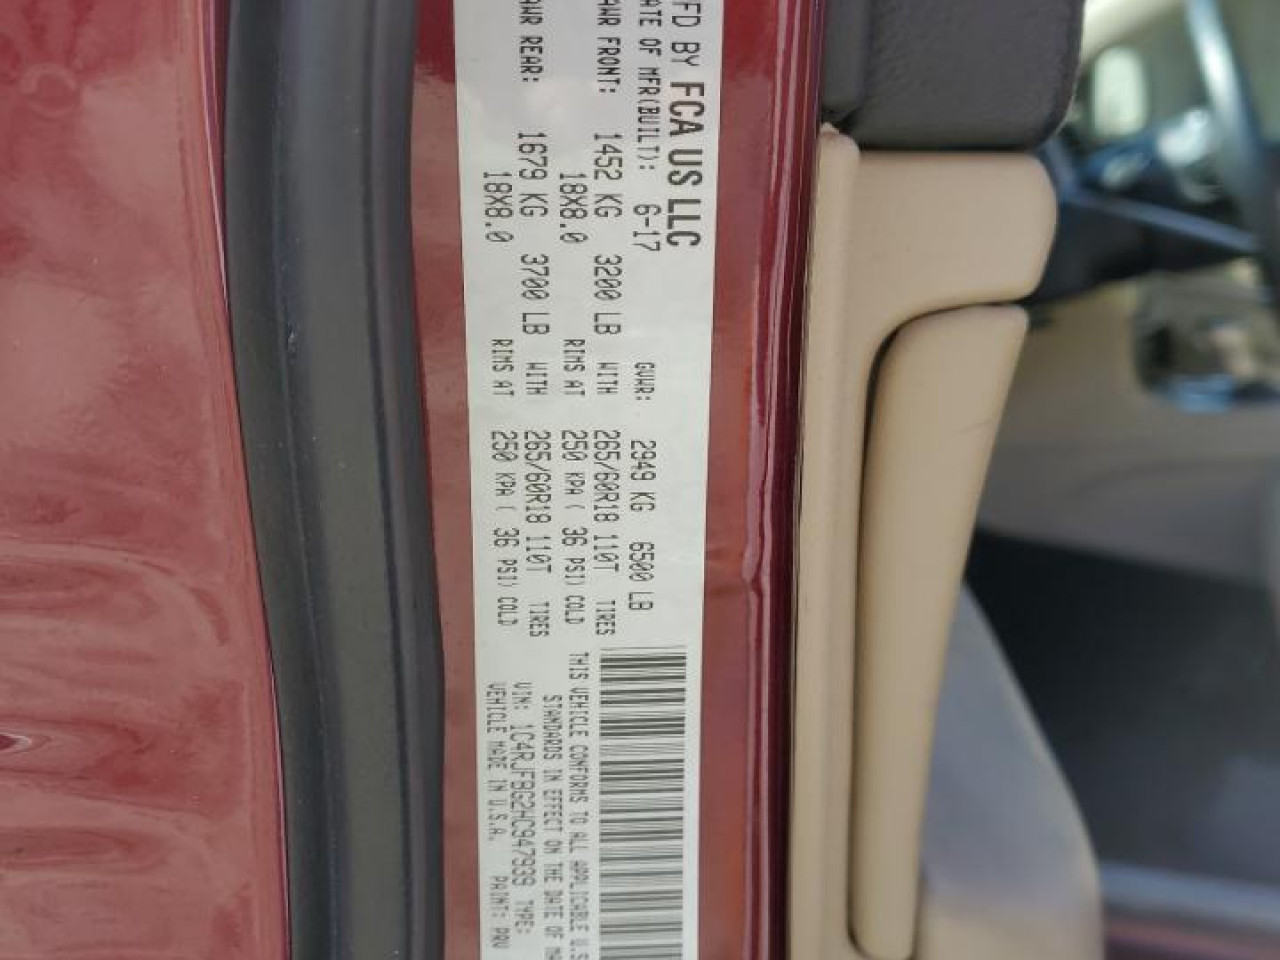 FD BY FCA US LLC
ATE OF MFR(BUILT): 6-17 GVWR: 2949 KG 6500 LB
AWR FRONT: 1452 KG 3200 LB WITH 265/60R18 110T TIRES
18X8.0 RIMS AT 250 KPA ( 36 PSI) COLD
AWR REAR: 1679 KG 3700 LB WITH 265/60R18 110T TIRES
18X8.0 RIMS AT 250 KPA ( 36 PSI) COLD
THIS VEHICLE CONFORMS TO ALL APPLICABLE U.S
STANDARDS IN EFFECT ON THE DATE OF MA
VIN: 1C4RJFBG2HC947939 TYPE:
VEHICLE MADE IN U.S.A. PAINT: PRV